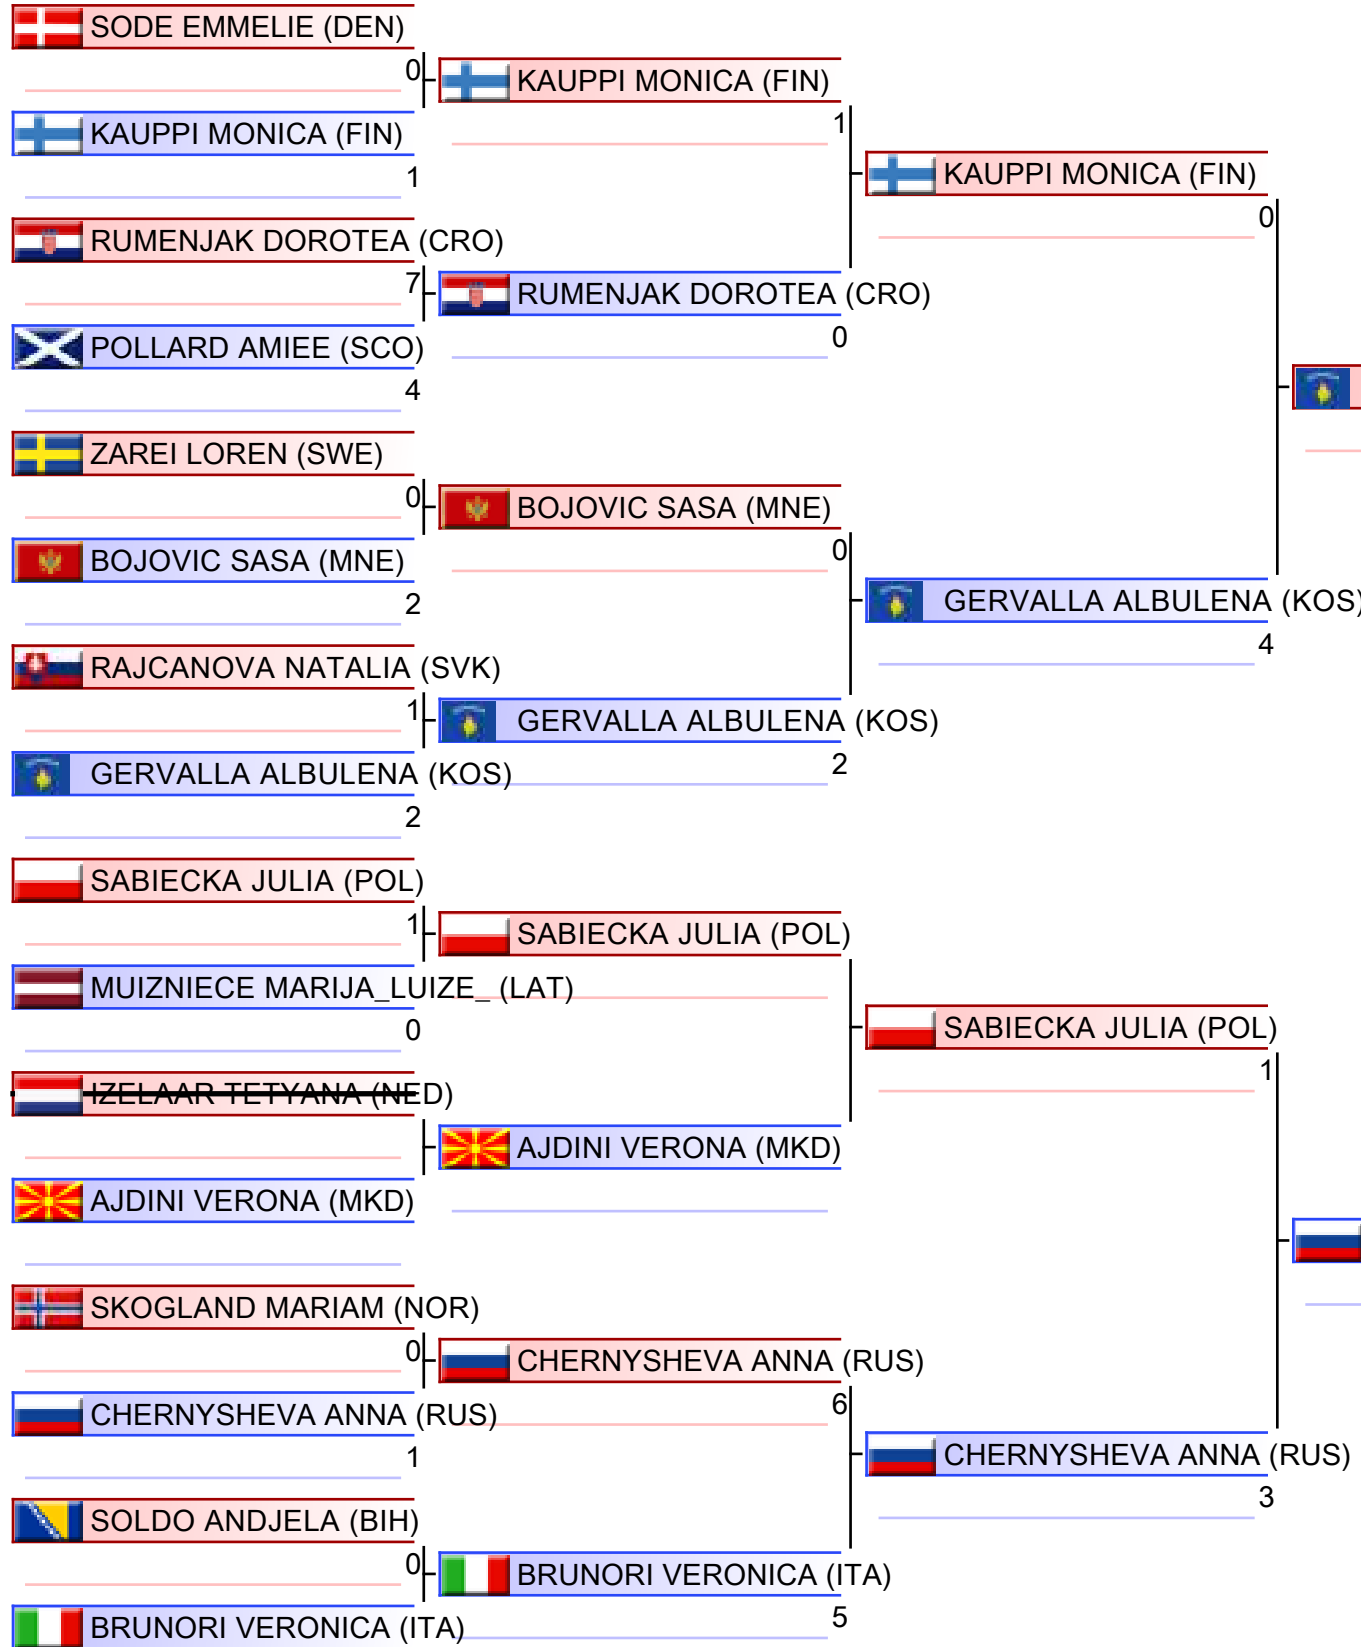 SODE EMMELIE (DEN)
0
KAUPPI MONICA (FIN)
KAUPPI MONICA (FIN)
1
1
KAUPPI MONICA (FIN)
0
RUMENJAK DOROTEA (CRO)
7
RUMENJAK DOROTEA (CRO)
0
POLLARD AMIEE (SCO)
4
ZAREI LOREN (SWE)
0
BOJOVIC SASA (MNE)
0
BOJOVIC SASA (MNE)
2
GERVALLA ALBULENA (KOS)
4
RAJCANOVA NATALIA (SVK)
1
GERVALLA ALBULENA (KOS)
2
GERVALLA ALBULENA (KOS)
2
SABIECKA JULIA (POL)
1
SABIECKA JULIA (POL)
MUIZNIECE MARIJA_LUIZE_ (LAT)
0
SABIECKA JULIA (POL)
1
IZELAAR TETYANA (NED)
AJDINI VERONA (MKD)
AJDINI VERONA (MKD)
SKOGLAND MARIAM (NOR)
0
CHERNYSHEVA ANNA (RUS)
6
CHERNYSHEVA ANNA (RUS)
1
CHERNYSHEVA ANNA (RUS)
3
SOLDO ANDJELA (BIH)
0
BRUNORI VERONICA (ITA)
5
BRUNORI VERONICA (ITA)